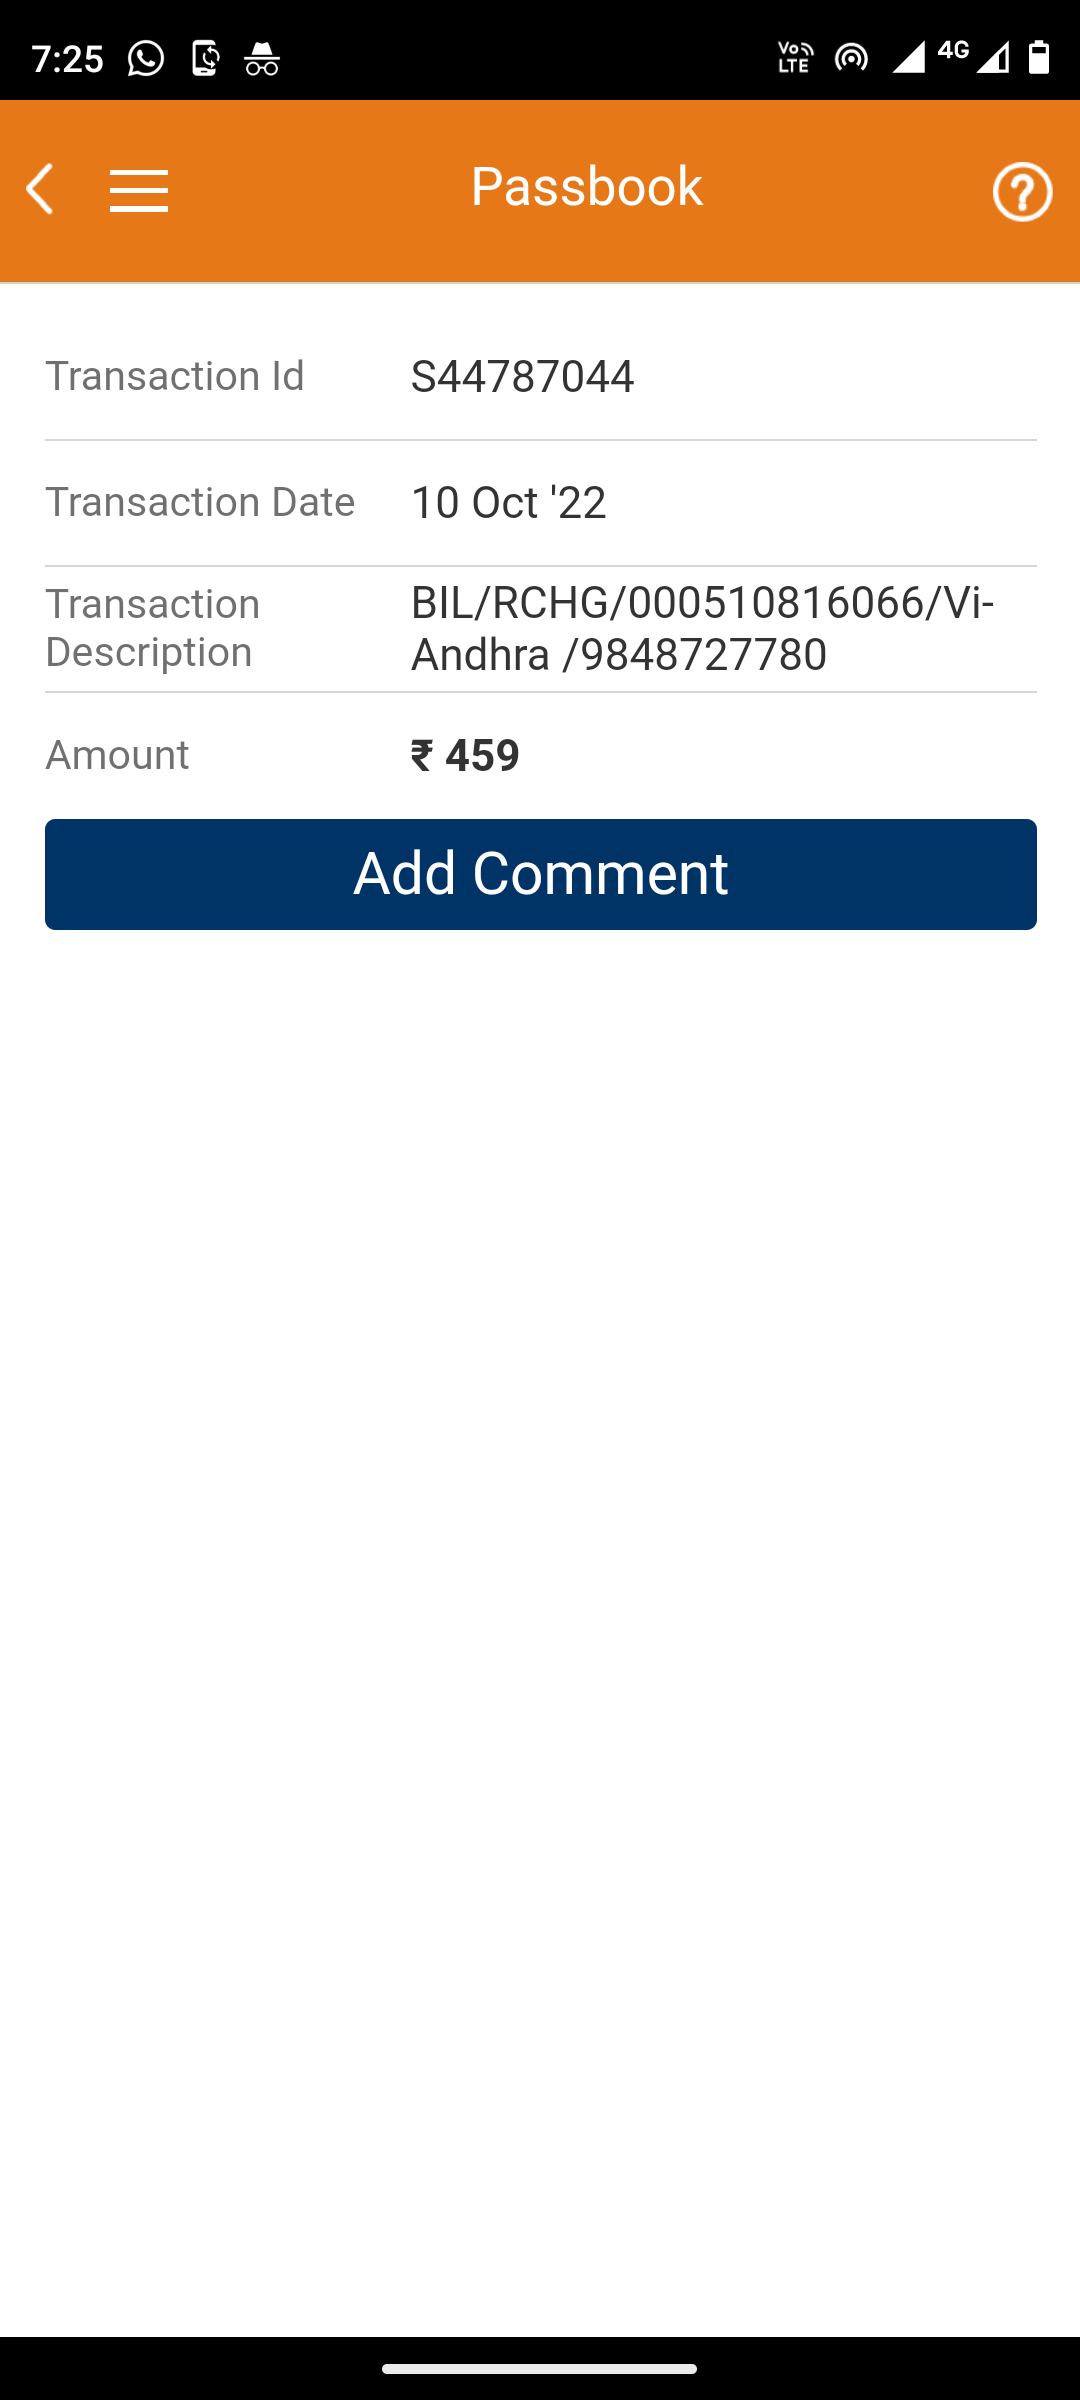 7:25
Vo LTE 4G
Passbook
Transaction Id S44787044
Transaction Date 10 Oct '22
Transaction Description BIL/RCHG/000510816066/Vi-
Andhra /9848727780
Amount ₹ 459
Add Comment